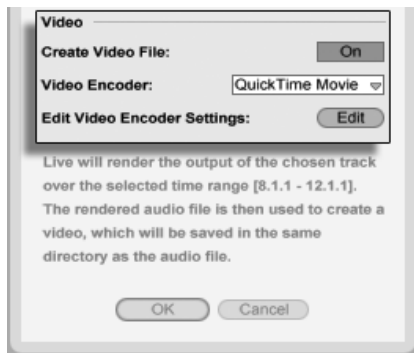 Video
Create Video File: On
Video Encoder: QuickTime Movie
Edit Video Encoder Settings: Edit
Live will render the output of the chosen track
over the selected time range [8.1.1 - 12.1.1].
The rendered audio file is then used to create a
video, which will be saved in the same
directory as the audio file.
OK Cancel